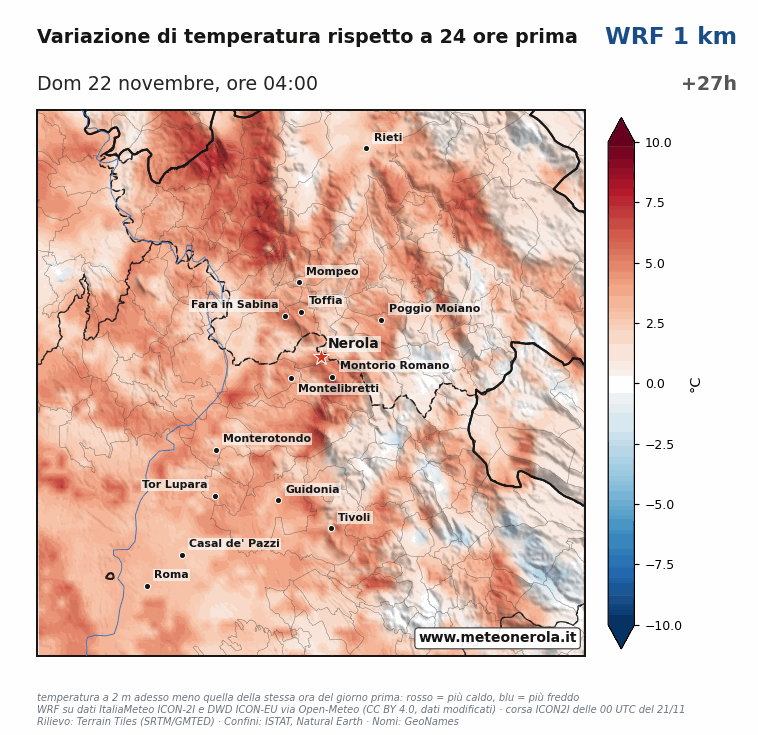 Variazione di temperatura rispetto a 24 ore prima
WRF 1 km
Dom 22 novembre, ore 04:00
+27h
Rieti
Mompeo
Toffia
Fara in Sabina
Poggio Moiano
Nerola
Montorio Romano
Montelibretti
Monterotondo
Tor Lupara
Guidonia
Tivoli
Casal de' Pazzi
Roma
www.meteonerola.it
10.0
7.5
5.0
2.5
0.0
−2.5
−5.0
−7.5
−10.0
°C
temperatura a 2 m adesso meno quella della stessa ora del giorno prima: rosso = più caldo, blu = più freddo
WRF su dati ItaliaMeteo ICON-2I e DWD ICON-EU via Open-Meteo (CC BY 4.0, dati modificati) · corsa ICON2I delle 00 UTC del 21/11
Rilievo: Terrain Tiles (SRTM/GMTED) · Confini: ISTAT, Natural Earth · Nomi: GeoNames